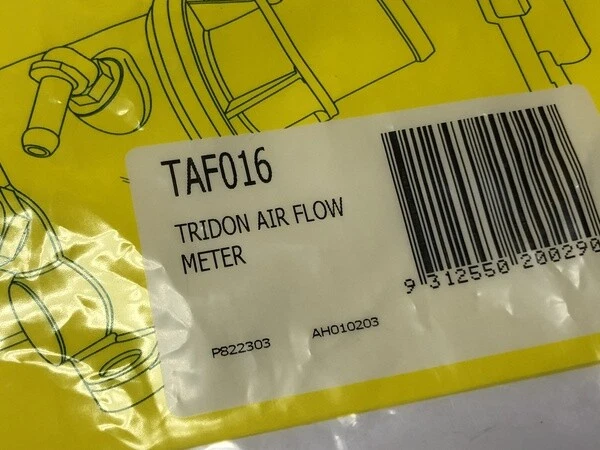 TAF016
TRIDON AIR FLOW
METER
9 312550 200290
P822303 AH010203